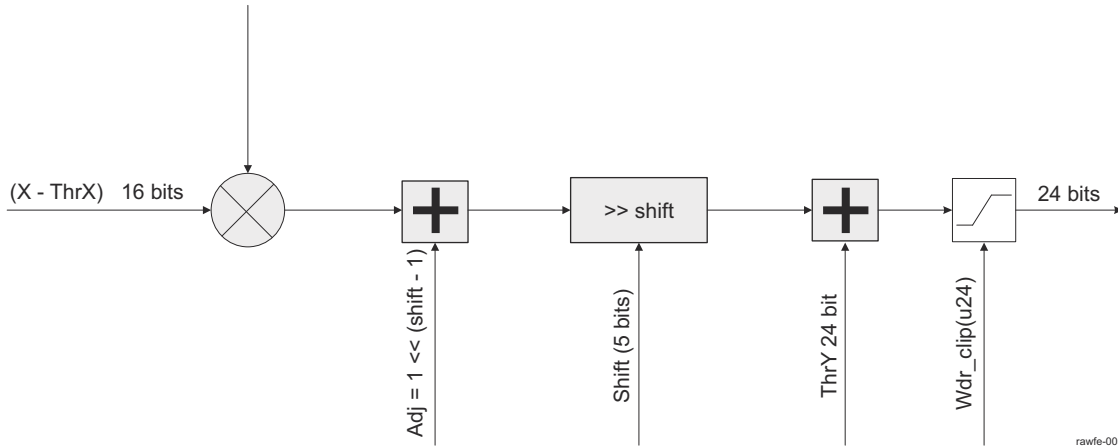 (X - ThrX) 16 bits
>> shift
24 bits
Adj = 1 << (shift - 1)
Shift (5 bits)
ThrY 24 bit
Wdr_clip(u24)
rawfe-00